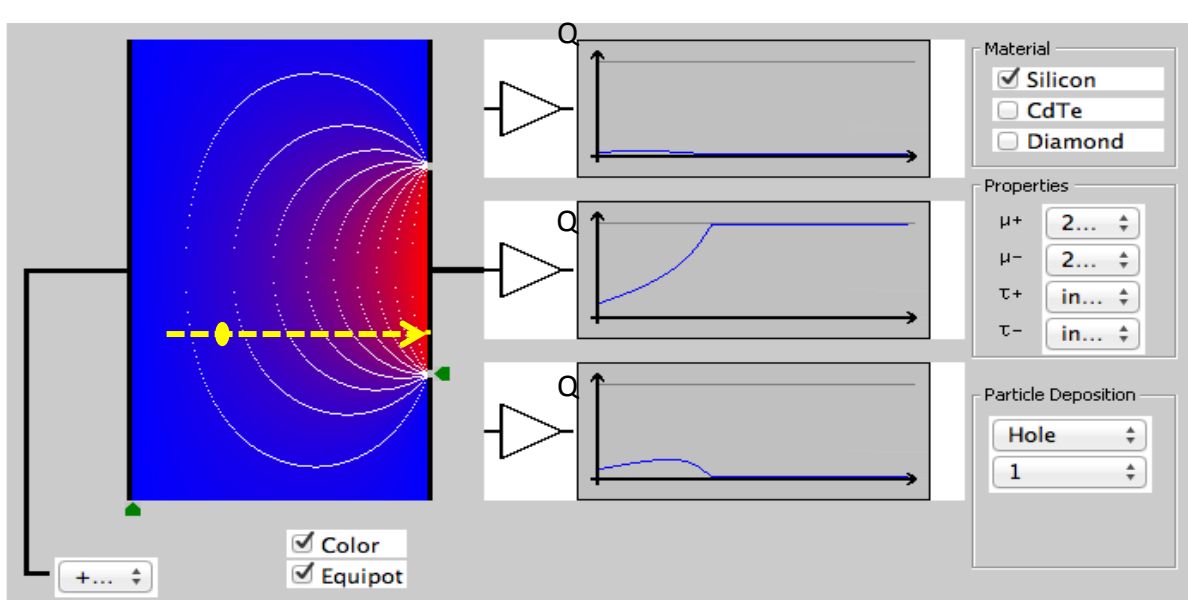 Q
Q
Q
Material
Silicon
CdTe
Diamond
Properties
μ+ 2...
μ- 2...
τ+ in...
τ- in...
Particle Deposition
Hole
1
Color
Equipot
+...